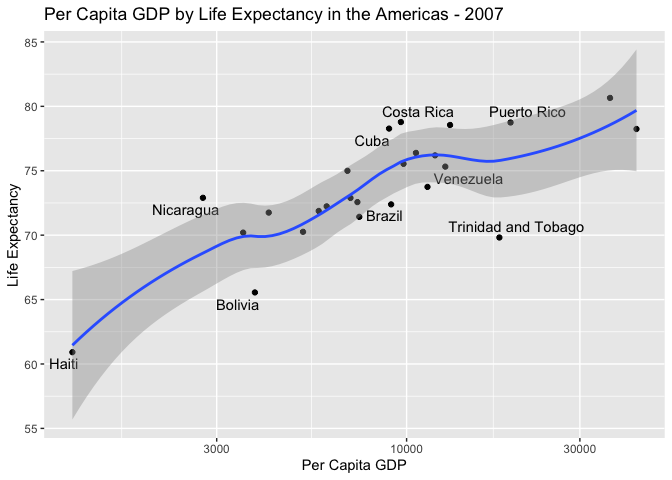 Per Capita GDP by Life Expectancy in the Americas - 2007
85
80
75
70
65
60
55
Life Expectancy
Costa Rica
Puerto Rico
Cuba
Venezuela
Nicaragua
Brazil
Trinidad and Tobago
Bolivia
Haiti
3000
10000
30000
Per Capita GDP